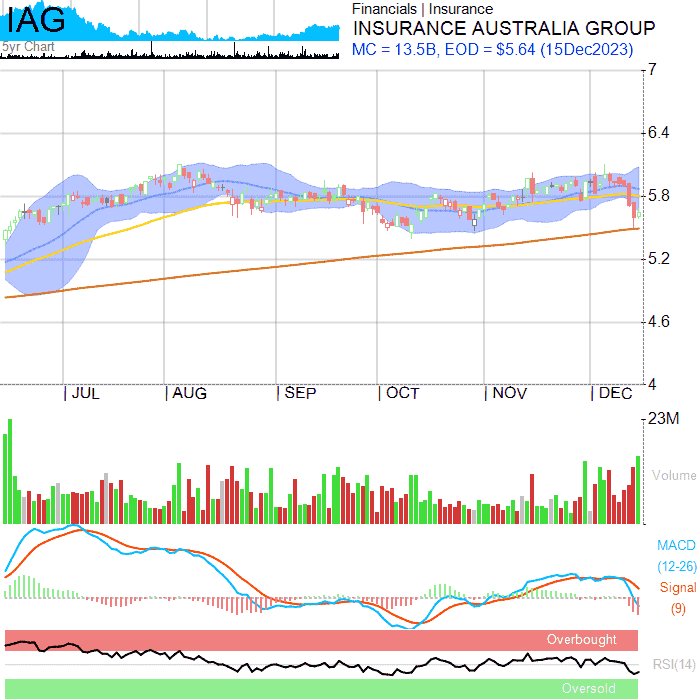 IAG
5yr Chart
Financials | Insurance
INSURANCE AUSTRALIA GROUP
MC = 13.5B, EOD = $5.64 (15Dec2023)
7
6.4
5.8
5.2
4.6
4
JUL AUG SEP OCT NOV DEC
23M
Volume
MACD
(12-26)
Signal
(9)
Overbought
RSI(14)
Oversold